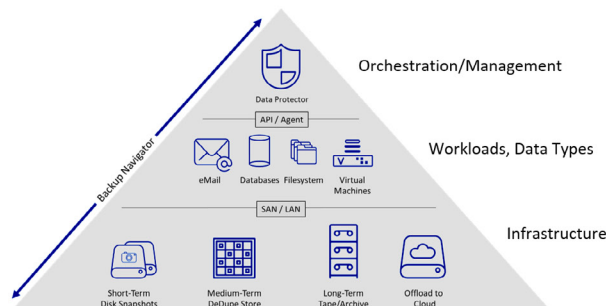 Orchestration/Management
Data Protector
API / Agent
Backup Navigator
Workloads, Data Types
eMail
Databases
Filesystem
Virtual
Machines
SAN / LAN
Infrastructure
Short-Term
Disk Snapshots
Medium-Term
DeDupe Store
Long-Term
Tape/Archive
Offload to
Cloud